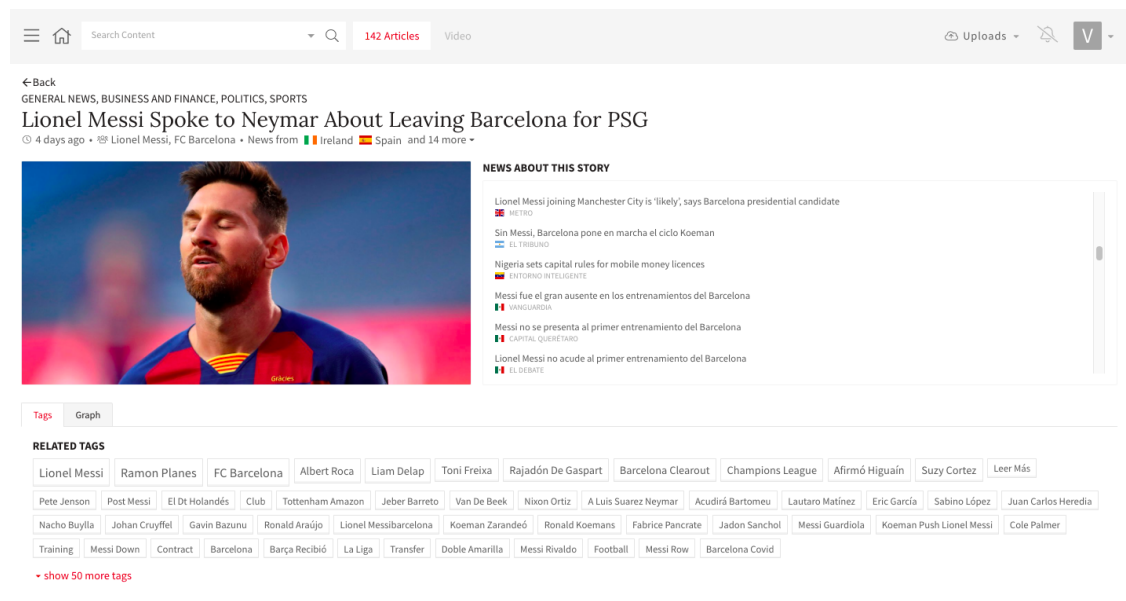 Search Content
142 Articles
Video
Uploads
V
Back
GENERAL NEWS, BUSINESS AND FINANCE, POLITICS, SPORTS
Lionel Messi Spoke to Neymar About Leaving Barcelona for PSG
4 days ago • Lionel Messi, FC Barcelona • News from Ireland Spain and 14 more
Gràcies
NEWS ABOUT THIS STORY
Lionel Messi joining Manchester City is 'likely', says Barcelona presidential candidate
METRO
Sin Messi, Barcelona pone en marcha el ciclo Koeman
EL TRIBUNO
Nigeria sets capital rules for mobile money licences
ENTORNO INTELIGENTE
Messi fue el gran ausente en los entrenamientos del Barcelona
VANGUARDIA
Messi no se presenta al primer entrenamiento del Barcelona
CAPITAL QUERÉTARO
Lionel Messi no acude al primer entrenamiento del Barcelona
EL DEBATE
Tags Graph
RELATED TAGS
Lionel Messi Ramon Planes FC Barcelona Albert Roca Liam Delap Toni Freixa Rajadón De Gaspart Barcelona Clearout Champions League Afirmó Higuaín Suzy Cortez Leer Más
Pete Jenson Post Messi El Dt Holandés Club Tottenham Amazon Jeber Barreto Van De Beek Nixon Ortiz A Luis Suarez Neymar Acudirá Bartomeu Lautaro Matínez Eric García Sabino López Juan Carlos Heredia
Nacho Buylla Johan Cruyffel Gavin Bazunu Ronald Araújo Lionel Messibarcelona Koeman Zarandeó Ronald Koemans Fabrice Pancrate Jadon Sanchol Messi Guardiola Koeman Push Lionel Messi Cole Palmer
Training Messi Down Contract Barcelona Barça Recibió La Liga Transfer Doble Amarilla Messi Rivaldo Football Messi Row Barcelona Covid
show 50 more tags